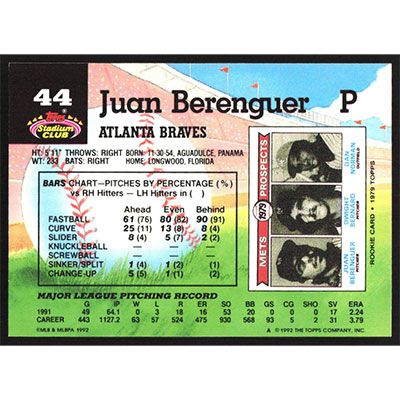 44 Juan Berenguer P
Topps
Stadium
CLUB
ATLANTA BRAVES
HT: 5'11" THROWS: RIGHT BORN: 11-30-54, AGUADULCE, PANAMA
WT: 233 BATS: RIGHT HOME: LONGWOOD, FLORIDA
BARS CHART—PITCHES BY PERCENTAGE (%)
vs RH Hitters — LH Hitters in ( )
Ahead Even Behind
FASTBALL 61 (76) 80 (82) 90 (91)
CURVE 25 (11) 13 (8) 8 (4)
SLIDER 8 (4) 5 (7) 2 (2)
KNUCKLEBALL — — —
SCREWBALL — — —
SINKER/SPLIT 1 (4) 1 (2) — (1)
CHANGE-UP 5 (5) 1 (1) — (2)
METS 1979 PROSPECTS
JUAN BERENGUER
DWIGHT BERNARD
DAN NORMAN
OUTFIELD
ROOKIE CARD • 1979 TOPPS
MAJOR LEAGUE PITCHING RECORD
G IP W L R ER SO BB GS CG SHO SV ERA
1991 49 64.1 0 3 18 16 53 20 0 0 0 17 2.24
CAREER 443 1127.2 63 57 524 475 930 568 93 5 2 31 3.79
©MLB & MLBPA 1992
A ©1992 THE TOPPS COMPANY, INC.